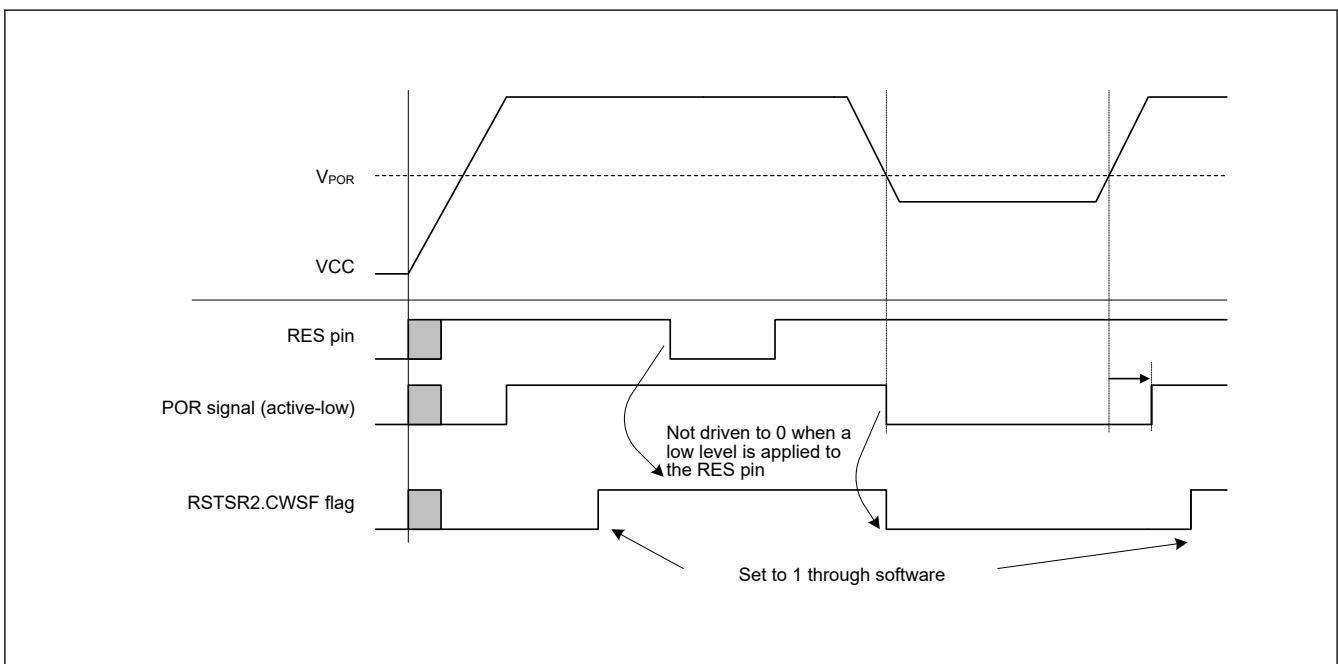 VPOR
VCC
RES pin
POR signal (active-low)
Not driven to 0 when a
low level is applied to
the RES pin
RSTSR2.CWSF flag
Set to 1 through software